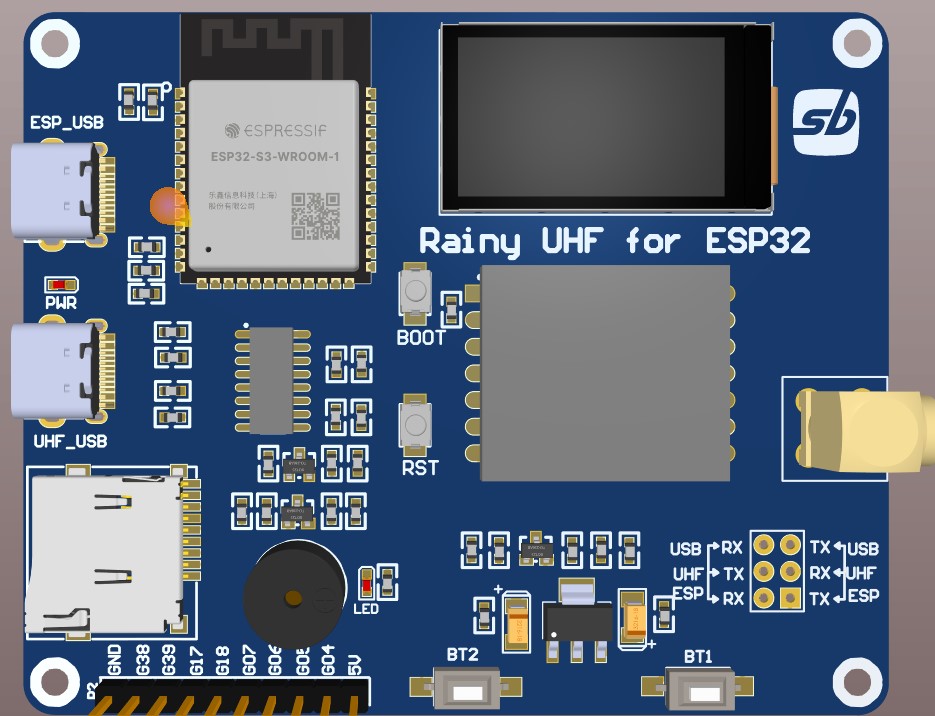 ESP_USB
ESPRESSIF
ESP32-S3-WROOM-1
乐鑫信息科技(上海)
股份有限公司
sb
Rainy UHF for ESP32
PWR
BOOT
UHF_USB
RST
USB RX TX USB
UHF TX RX UHF
ESP RX TX ESP
LED
+
+
GND G38 G39 G17 G18 G07 G06 G05 G04 5V
BT2
BT1